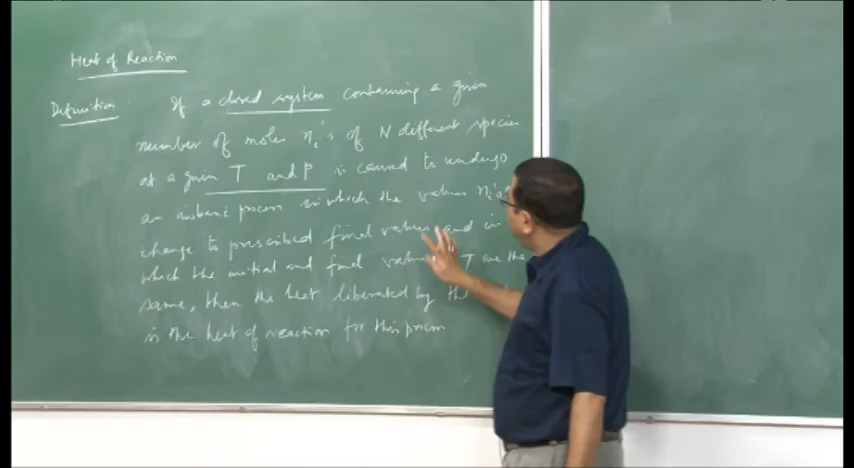 Heat of Reaction
Definition If a closed system containing a given
number of moles ni's of N different species
at a given T and P is caused to undergo
an isobaric process in which the values ni's
change to prescribed final values and in
which the initial and final values T are the
same, then the heat liberated by the
is the heat of reaction for this process